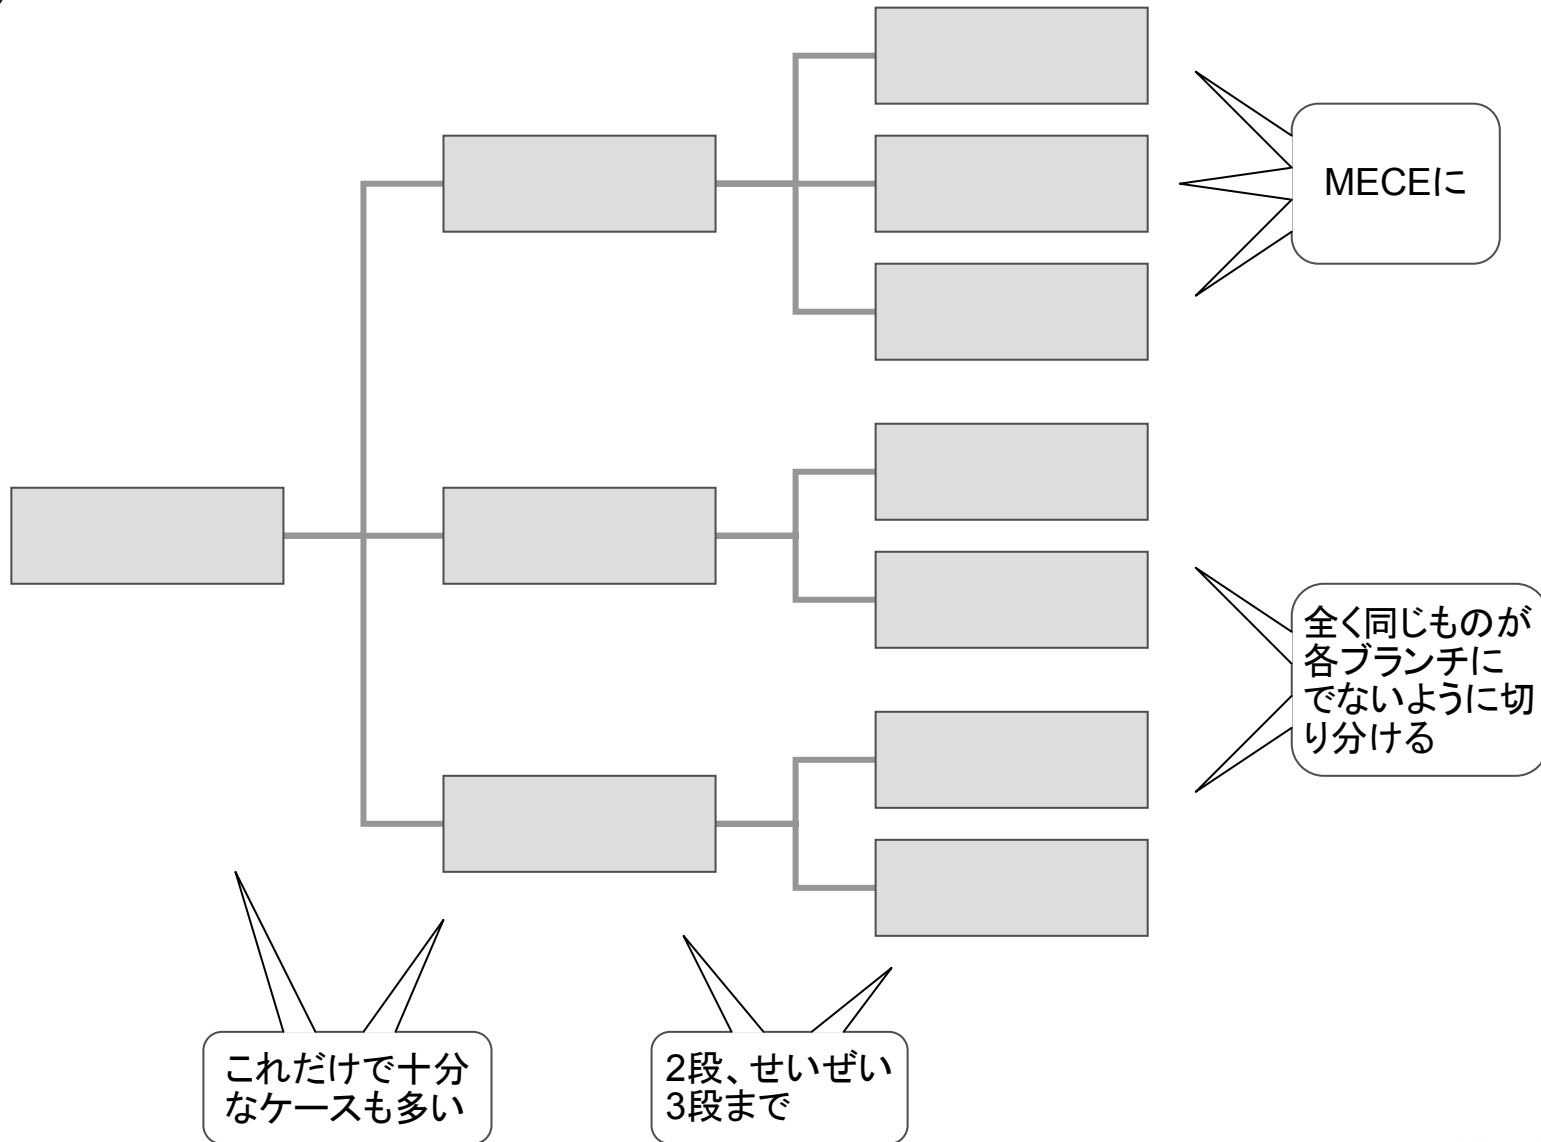 MECEに
全く同じものが
各ブランチに
でないように切
り分ける
これだけで十分
なケースも多い
2段、せいぜい
3段まで